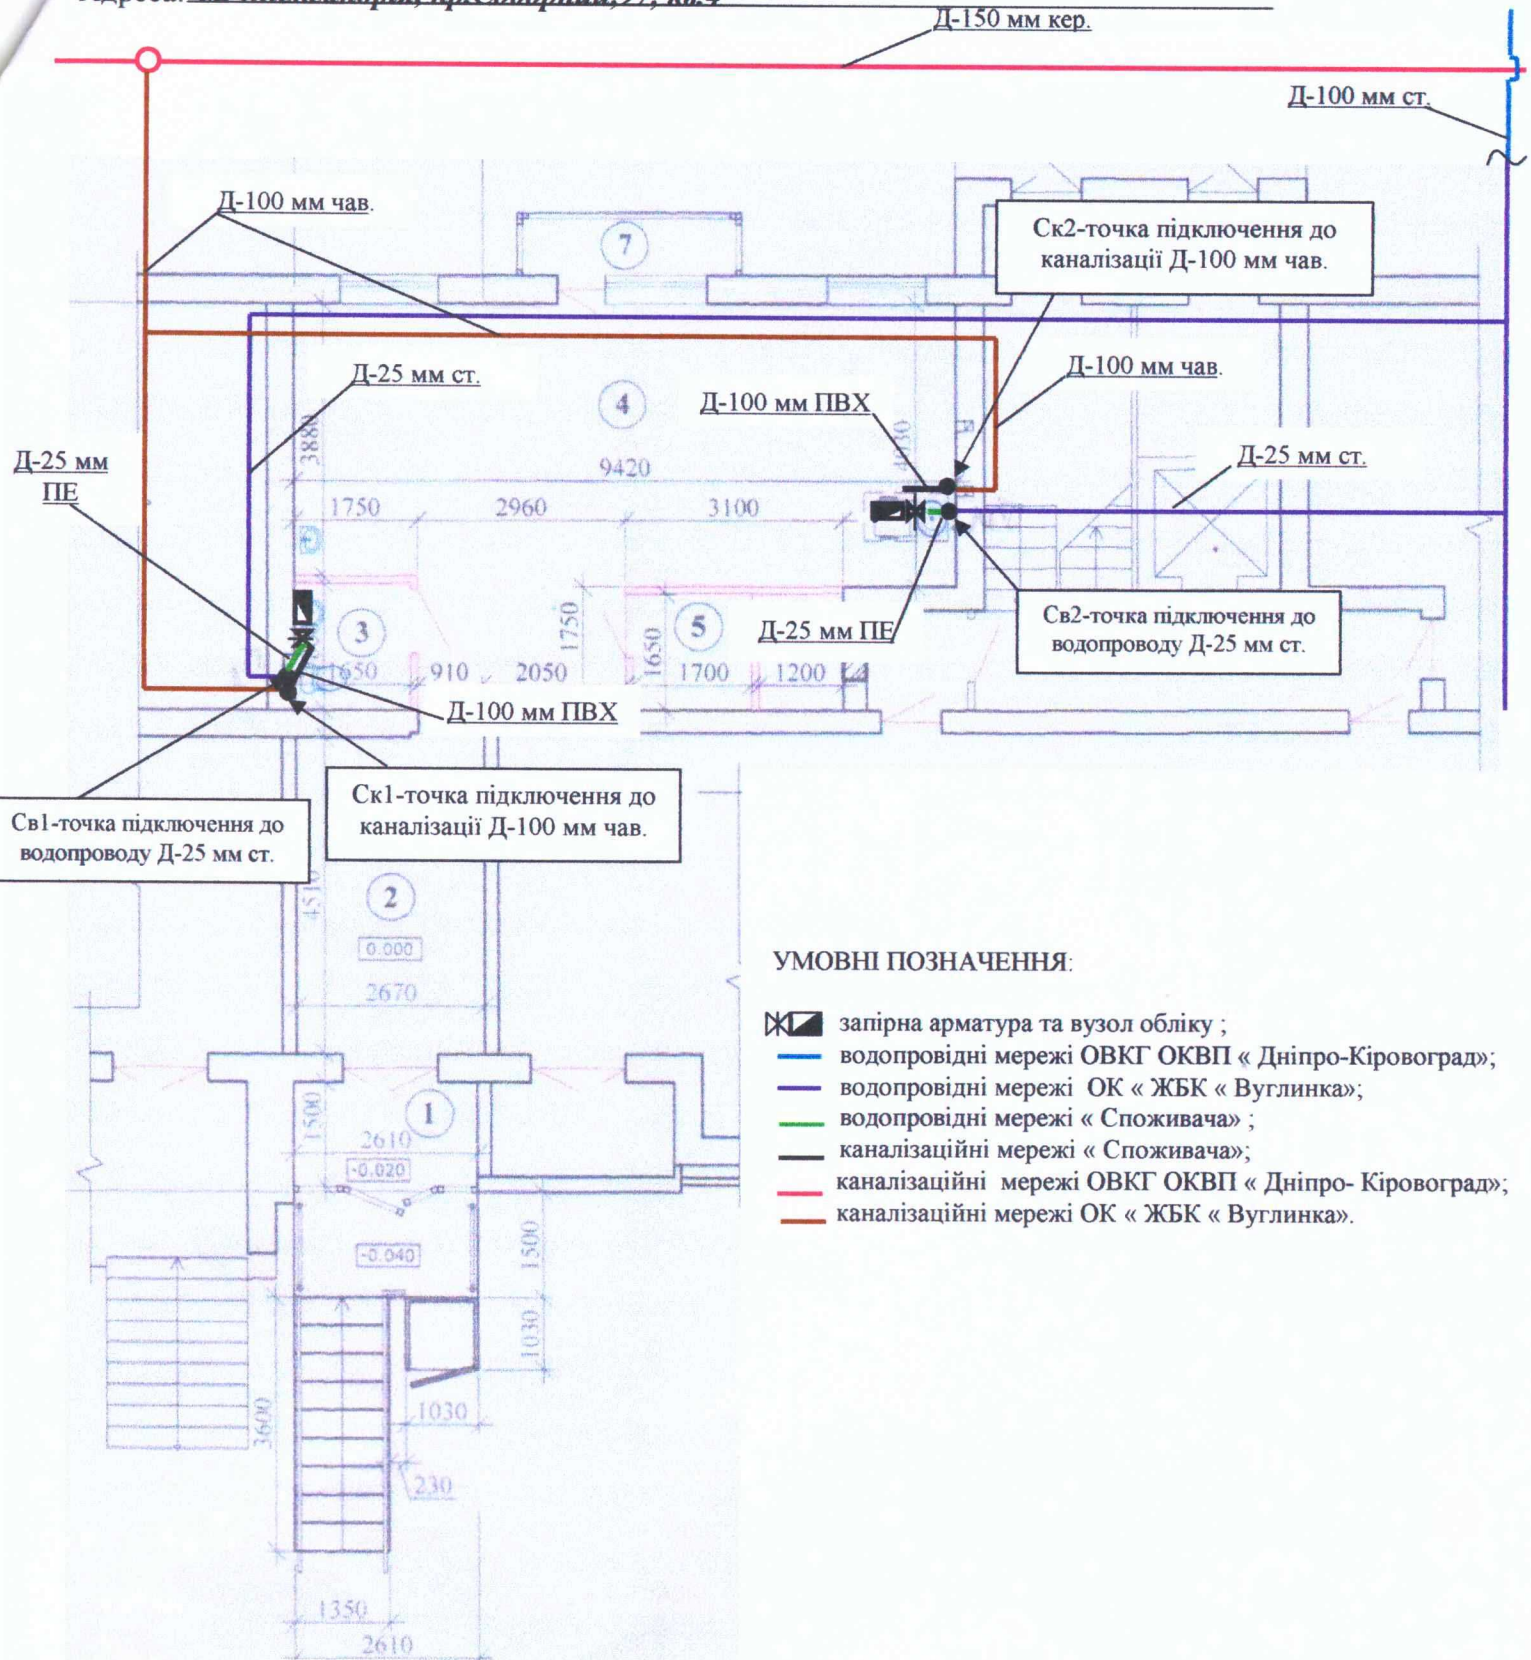 Д-150 мм кер.
Д-100 мм ст.
Д-100 мм чав.
7
Ск2-точка підключення до
каналізації Д-100 мм чав.
Д-25 мм ст.
4
Д-100 мм ПВХ
Д-100 мм чав.
3880
4030
9420
Д-25 мм ст.
Д-25 мм
ПЕ
1750
2960
3100
3
1750
1650
5
Д-25 мм ПЕ
Св2-точка підключення до
водопроводу Д-25 мм ст.
1650
910
2050
1700
1200
Д-100 мм ПВХ
Св1-точка підключення до
водопроводу Д-25 мм ст.
Ск1-точка підключення до
каналізації Д-100 мм чав.
4510
2
0.000
2670
УМОВНІ ПОЗНАЧЕННЯ:
запірна арматура та вузол обліку ;
водопровідні мережі ОВКГ ОКВП « Дніпро-Кіровоград»;
водопровідні мережі ОК « ЖБК « Вуглинка»;
водопровідні мережі « Споживача» ;
каналізаційні мережі « Споживача»;
каналізаційні мережі ОВКГ ОКВП « Дніпро- Кіровоград»;
каналізаційні мережі ОК « ЖБК « Вуглинка».
1500
1
2610
-0.020
-0.040
1500
1030
3600
1030
230
1350
2610